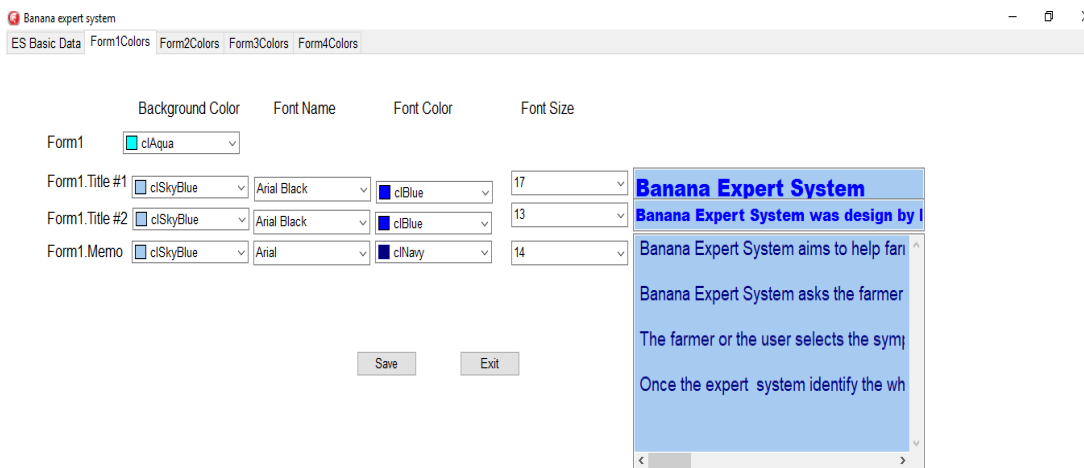 Banana expert system
ES Basic Data Form1Colors Form2Colors Form3Colors Form4Colors
Background Color Font Name Font Color Font Size
Form1 clAqua
Form1.Title #1 clSkyBlue Arial Black clBlue 17
Form1.Title #2 clSkyBlue Arial Black clBlue 13
Form1.Memo clSkyBlue Arial clNavy 14
Banana Expert System
Banana Expert System was design by
Banana Expert System aims to help
Banana Expert System asks the farmer
The farmer or the user selects the
Once the expert system identify the wh
Save Exit